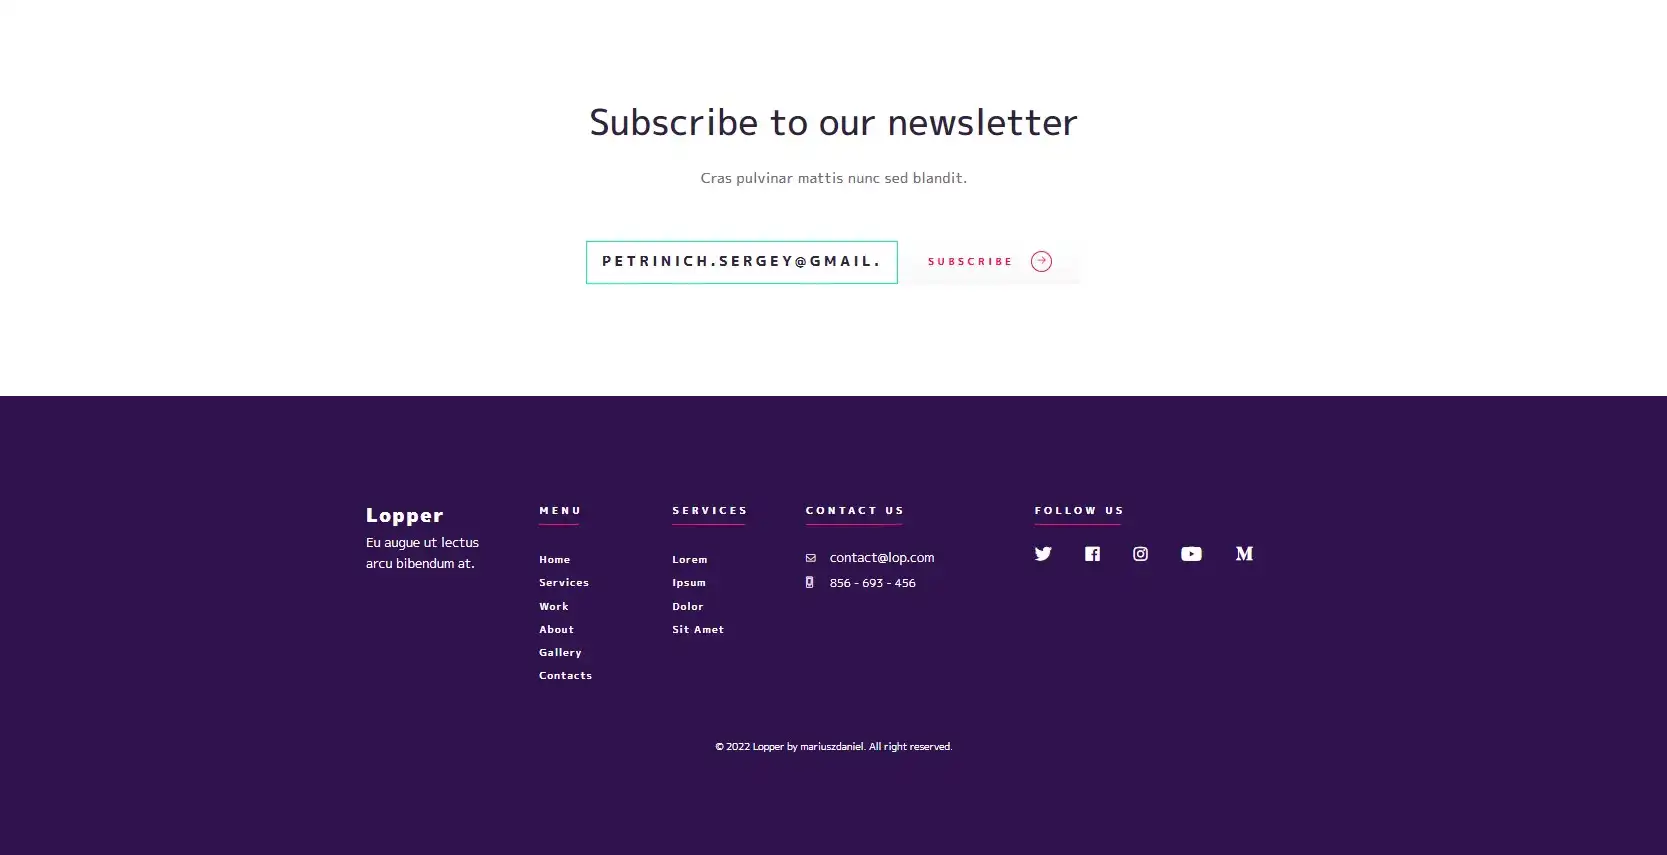 Subscribe to our newsletter
Cras pulvinar mattis nunc sed blandit.
PETRINICH.SERGEY@GMAIL.
SUBSCRIBE
Lopper
Eu augue ut lectus
arcu bibendum at.
MENU
Home
Services
Work
About
Gallery
Contacts
SERVICES
Lorem
Ipsum
Dolor
Sit Amet
CONTACT US
contact@lop.com
856 - 693 - 456
FOLLOW US
© 2022 Lopper by mariuszdaniel. All right reserved.